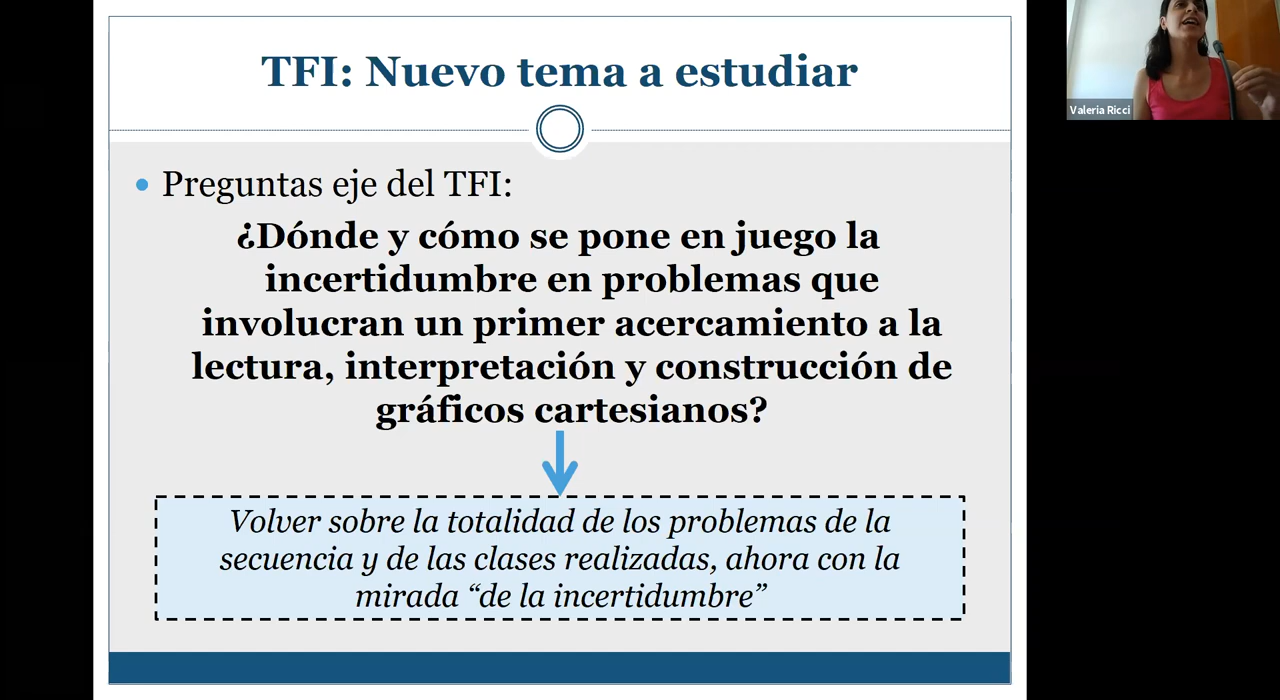 TFI: Nuevo tema a estudiar
Preguntas eje del TFI:
¿Dónde y cómo se pone en juego la
incertidumbre en problemas que
involucran un primer acercamiento a la
lectura, interpretación y construcción de
gráficos cartesianos?
Volver sobre la totalidad de los problemas de la
secuencia y de las clases realizadas, ahora con la
mirada “de la incertidumbre”
Valeria Ricci